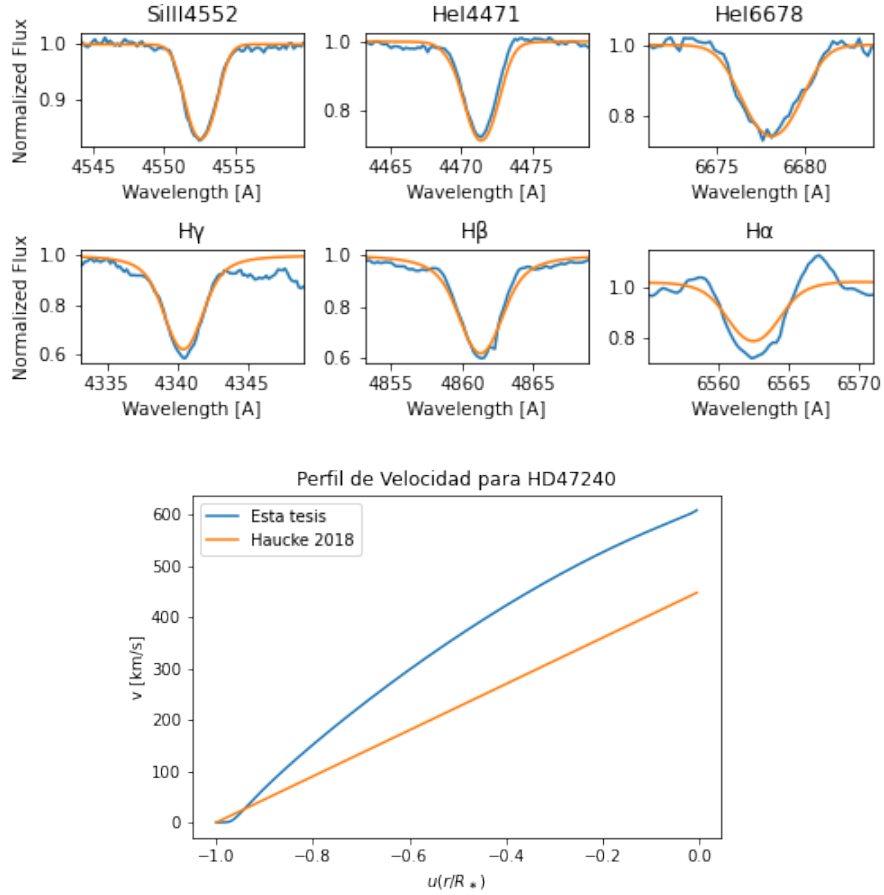 SiIII4552
HeI4471
HeI6678
Normalized Flux
1.0
0.9
4545
4550
4555
Wavelength [A]
1.0
0.8
4465
4470
4475
Wavelength [A]
1.0
0.8
6675
6680
Wavelength [A]
Hγ
Hβ
Hα
Normalized Flux
1.0
0.8
0.6
4335
4340
4345
Wavelength [A]
1.0
0.8
0.6
4855
4860
4865
Wavelength [A]
1.0
0.8
6560
6565
6570
Wavelength [A]
Perfil de Velocidad para HD47240
Esta tesis
Haucke 2018
v [km/s]
600
500
400
300
200
100
0
−1.0
−0.8
−0.6
−0.4
−0.2
0.0
u(r/R∗)